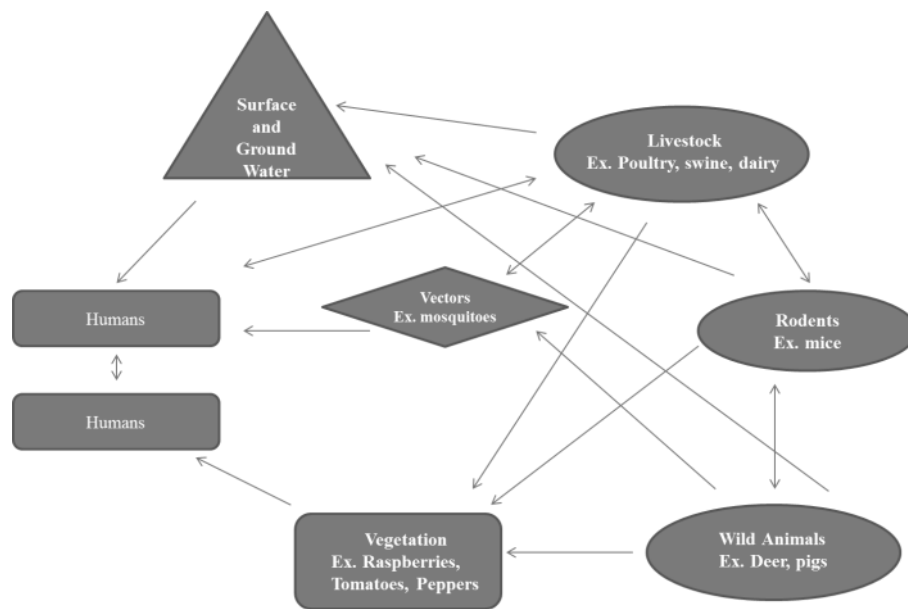 Surface
and
Ground
Water
Livestock
Ex. Poultry, swine, dairy
Vectors
Ex. mosquitoes
Humans
Rodents
Ex. mice
Humans
Vegetation
Ex. Raspberries,
Tomatoes, Peppers
Wild Animals
Ex. Deer, pigs